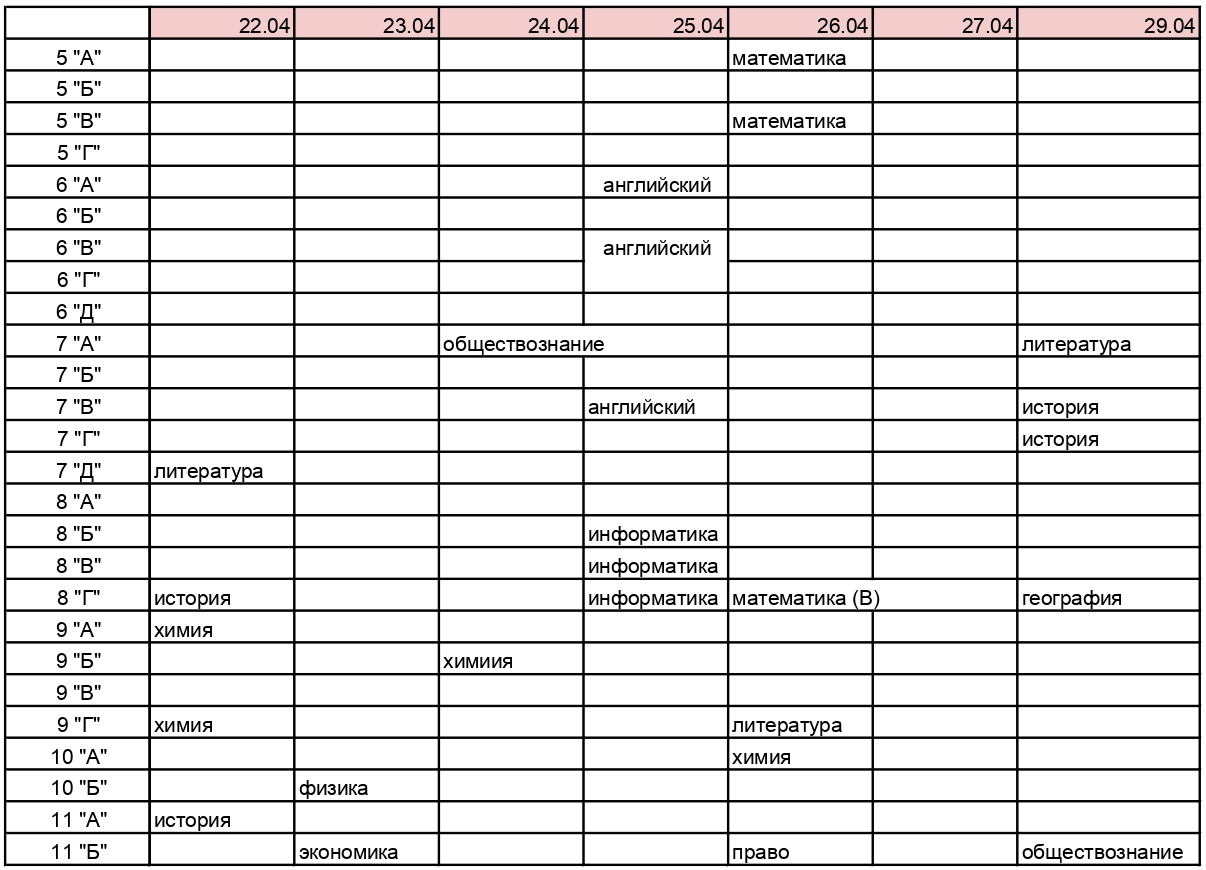 22.04 23.04 24.04 25.04 26.04 27.04 29.04
5 "А" математика
5 "Б"
5 "В" математика
5 "Г"
6 "А" английский
6 "Б"
6 "В" английский
6 "Г"
6 "Д"
7 "А" обществознание литература
7 "Б"
7 "В" английский история
7 "Г" история
7 "Д" литература
8 "А"
8 "Б" информатика
8 "В" информатика
8 "Г" история информатика математика (В) география
9 "А" химия
9 "Б" химиия
9 "В"
9 "Г" химия литература
10 "А" химия
10 "Б" физика
11 "А" история
11 "Б" экономика право обществознание